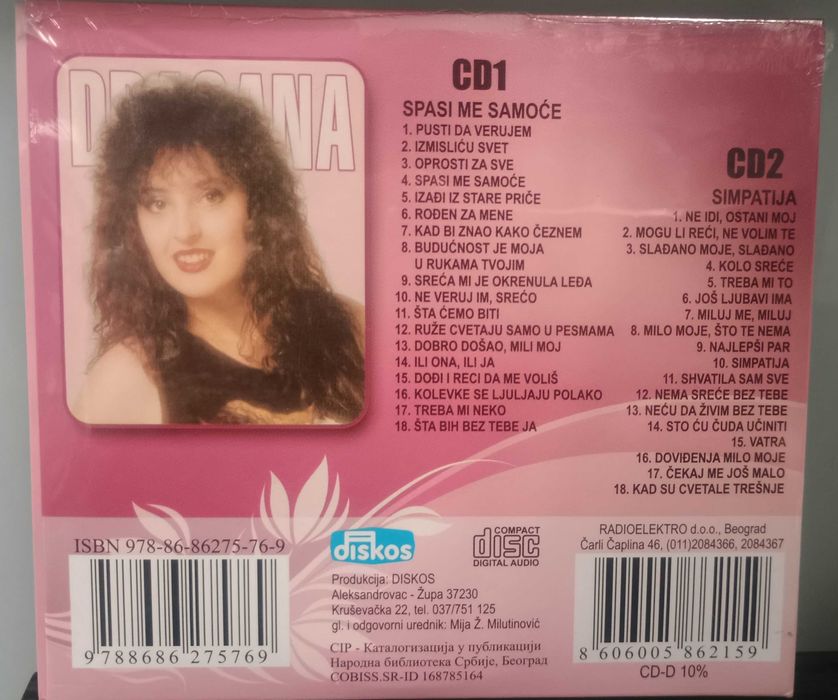 DRAGANA
CD1
SPASI ME SAMOĆE
1. PUSTI DA VERUJEM
2. IZMISLIĆU SVET
3. OPROSTI ZA SVE
4. SPASI ME SAMOĆE
5. IZAĐI IZ STARE PRIČE
6. ROĐEN ZA MENE
7. KAD BI ZNAO KAKO ČEZNEM
8. BUDUĆNOST JE MOJA
U RUKAMA TVOJIM
9. SREĆA MI JE OKRENULA LEĐA
10. NE VERUJ IM, SREĆO
11. ŠTA ĆEMO BITI
12. RUŽE CVETAJU SAMO U PESMAMA
13. DOBRO DOŠAO, MILI MOJ
14. ILI ONA, ILI JA
15. DOĐI I RECI DA ME VOLIŠ
16. KOLEVKE SE LJULJAJU POLAKO
17. TREBA MI NEKO
18. ŠTA BIH BEZ TEBE JA
CD2
SIMPATIJA
1. NE IDI, OSTANI MOJ
2. MOGU LI REĆI, NE VOLIM TE
3. SLAĐANO MOJE, SLAĐANO
4. KOLO SREĆE
5. TREBA MI TO
6. JOŠ LJUBAVI IMA
7. MILUJ ME, MILUJ
8. MILO MOJE, ŠTO TE NEMA
9. NAJLEPŠI PAR
10. SIMPATIJA
11. SHVATILA SAM SVE
12. NEMA SREĆE BEZ TEBE
13. NEĆU DA ŽIVIM BEZ TEBE
14. STO ĆU ČUDA UČINITI
15. VATRA
16. DOVIĐENJA MILO MOJE
17. ČEKAJ ME JOŠ MALO
18. KAD SU CVETALE TREŠNJE
ISBN 978-86-86275-76-9
9 788686 275769
diskos
COMPACT
disc
DIGITAL AUDIO
Produkcija: DISKOS
Aleksandrovac - Župa 37230
Kruševačka 22, tel. 037/751 125
gl. i odgovorni urednik: Mija Ž. Milutinović
CIP - Каталогизација у публикацији
Народна библиотека Србије, Београд
COBISS.SR-ID 168785164
RADIOELEKTRO d.o.o., Beograd
Čarli Čaplina 46, (011)2084366, 2084367
8 606005 862159
CD-D 10%